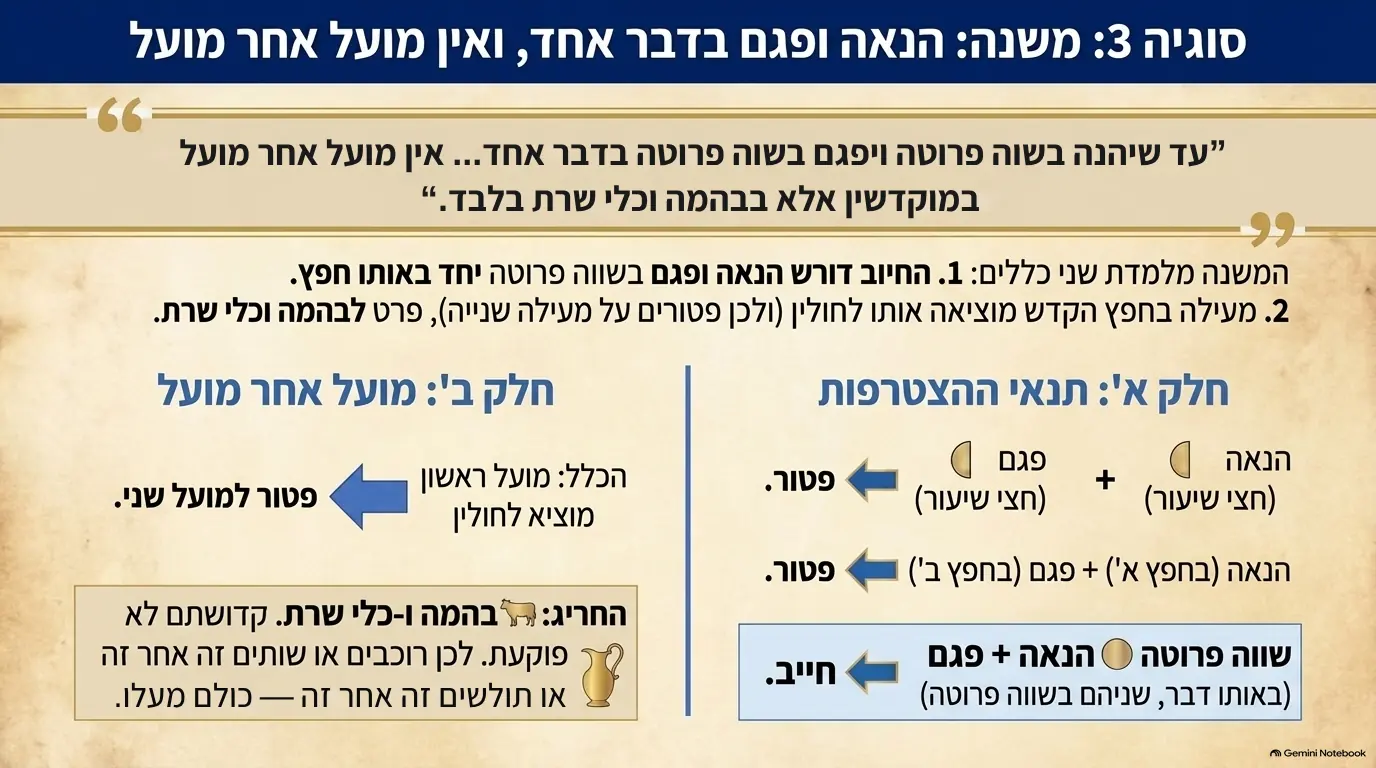 סוגיה 3: משנה: הנאה ופגם בדבר אחד, ואין מועל אחר מועל
”עד שיהנה בשוה פרוטה ויפגם בשוה פרוטה בדבר אחד... אין מועל אחר מועל
במוקדשין אלא בבהמה וכלי שרת בלבד.“
המשנה מלמדת שני כללים: 1. החיוב דורש הנאה ופגם בשווה פרוטה יחד באותו חפץ.
2. מעילה בחפץ הקדש מוציאה אותו לחולין (ולכן פטורים על מעילה שנייה), פרט לבהמה וכלי שרת.
חלק א': תנאי ההצטרפות
הנאה
(חצי שיעור)
+
פגם
(חצי שיעור)
פטור.
הנאה (בחפץ א') + פגם (בחפץ ב')
פטור.
שווה פרוטה הנאה + פגם
(באותו דבר, שניהם בשווה פרוטה)
חייב.
חלק ב': מועל אחר מועל
הכלל: מועל ראשון
מוציא לחולין
פטור למועל שני.
החריג: בהמה ו-כלי שרת. קדושתם לא
פוקעת. לכן רוכבים או שותים זה אחר זה
או תולשים זה אחר זה — כולם מעלו.
Gemini Notebook